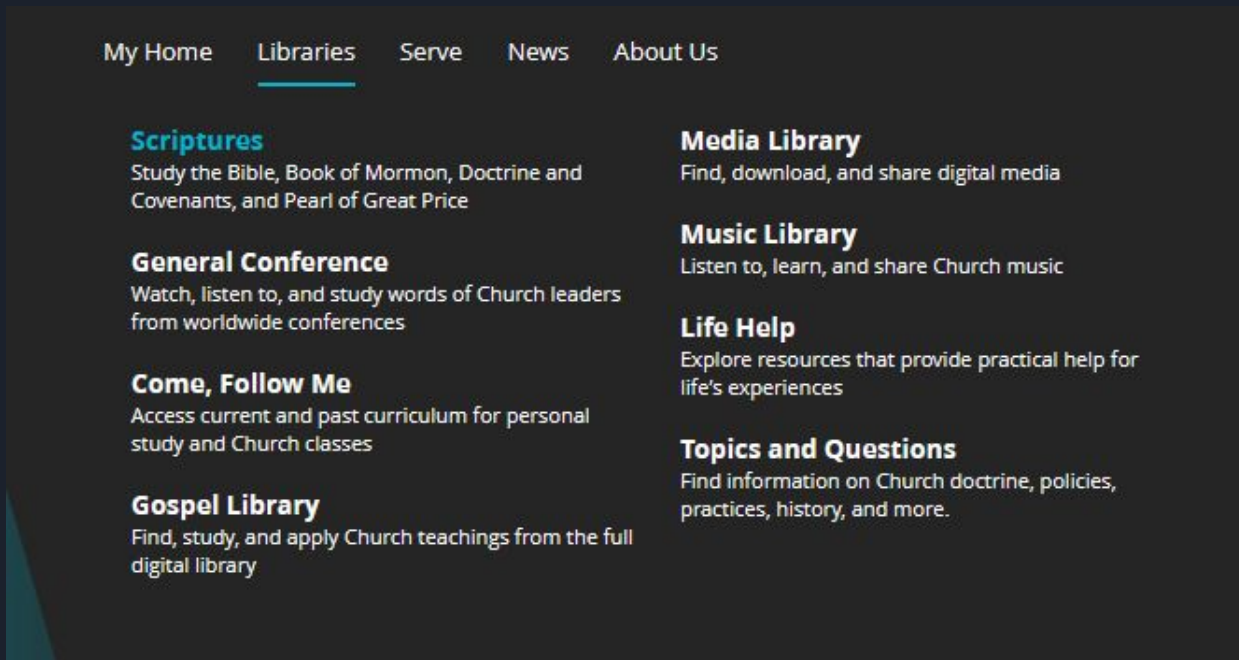 My Home Libraries Serve News About Us
Scriptures
Study the Bible, Book of Mormon, Doctrine and
Covenants, and Pearl of Great Price
General Conference
Watch, listen to, and study words of Church leaders
from worldwide conferences
Come, Follow Me
Access current and past curriculum for personal
study and Church classes
Gospel Library
Find, study, and apply Church teachings from the full
digital library
Media Library
Find, download, and share digital media
Music Library
Listen to, learn, and share Church music
Life Help
Explore resources that provide practical help for
life's experiences
Topics and Questions
Find information on Church doctrine, policies,
practices, history, and more.